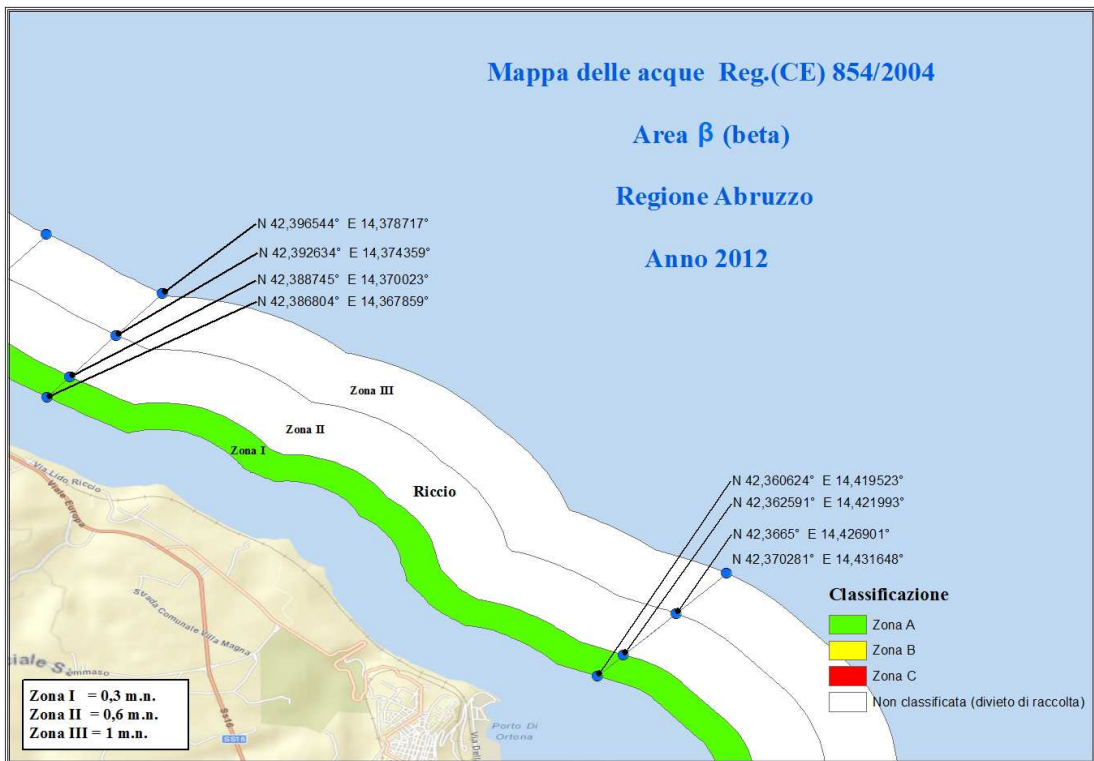 Mappa delle acque Reg.(CE) 854/2004
Area β (beta)
Regione Abruzzo
Anno 2012
N 42,396544° E 14,378717°
N 42,392634° E 14,374359°
N 42,388745° E 14,370023°
N 42,386804° E 14,367859°
Zona III
Zona II
Zona I
Riccio
N 42,360624° E 14,419523°
N 42,362591° E 14,421993°
N 42,3665° E 14,426901°
N 42,370281° E 14,431648°
Via Lido Riccio
Viale Europa
Strada Comunale Villa Magna
Ss16
SS16
Porto Di
Ortona
Classificazione
Zona A
Zona B
Zona C
Non classificata (divieto di raccolta)
Zona I = 0,3 m.n.
Zona II = 0,6 m.n.
Zona III = 1 m.n.